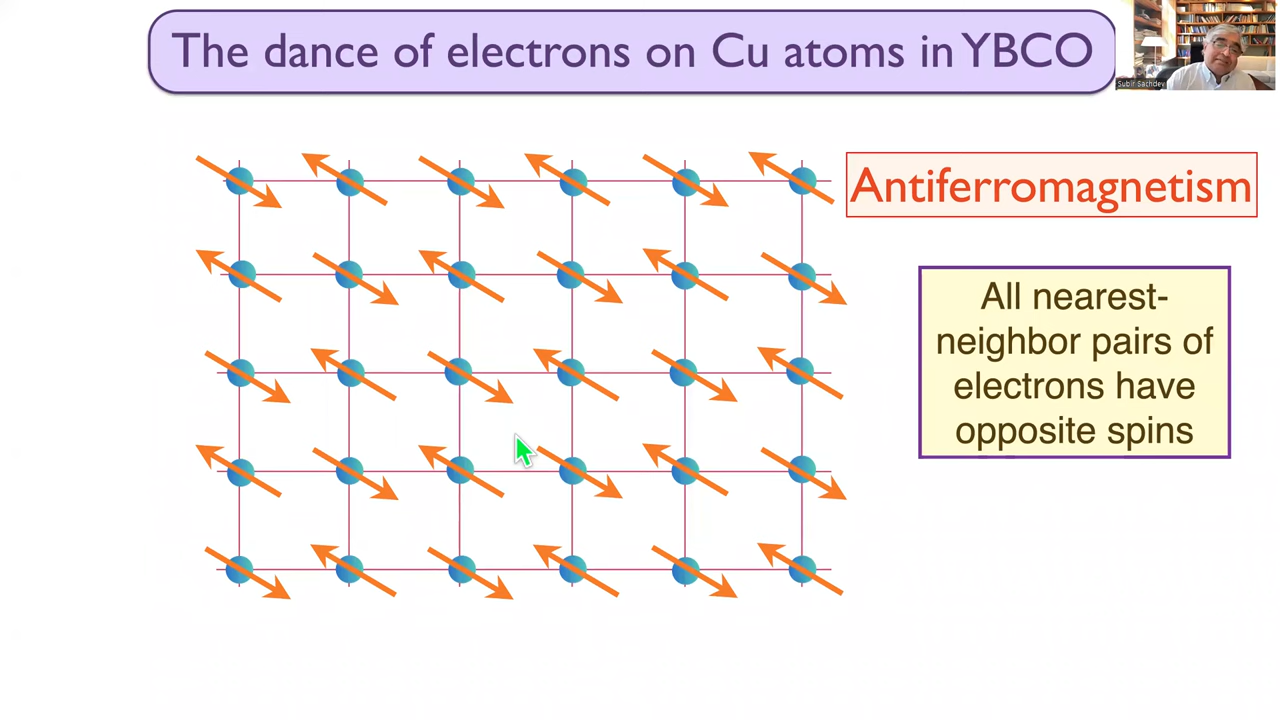 The dance of electrons on Cu atoms in YBCO
Subir Sachdev
Antiferromagnetism
All nearest-
neighbor pairs of
electrons have
opposite spins